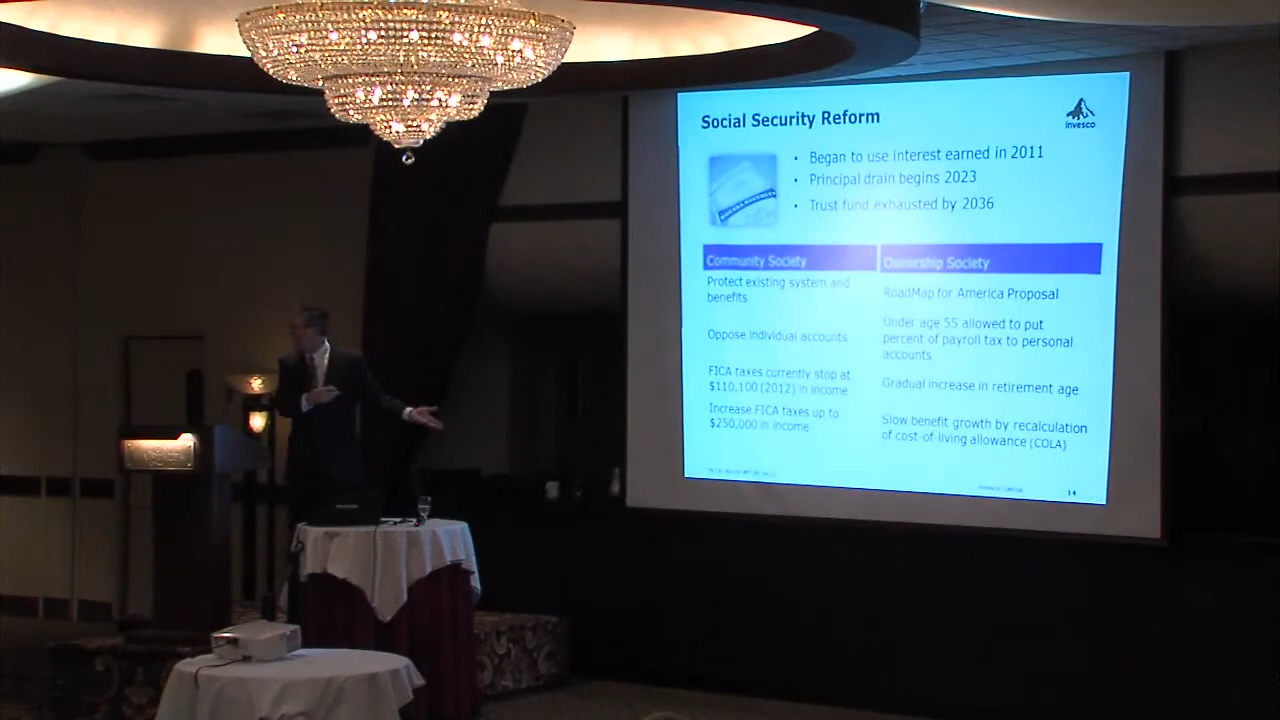 Social Security Reform
Invesco
• Began to use interest earned in 2011
• Principal drain begins 2023
• Trust fund exhausted by 2036
SOCIAL SECURITY
Community Society
Ownership Society
Protect existing system and
benefits
RoadMap for America Proposal
Oppose individual accounts
Under age 55 allowed to put
percent of payroll tax to personal
accounts
FICA taxes currently stop at
$110,100 (2012) in income
Gradual increase in retirement age
Increase FICA taxes up to
$250,000 in income
Slow benefit growth by recalculation
of cost-of-living allowance (COLA)
14